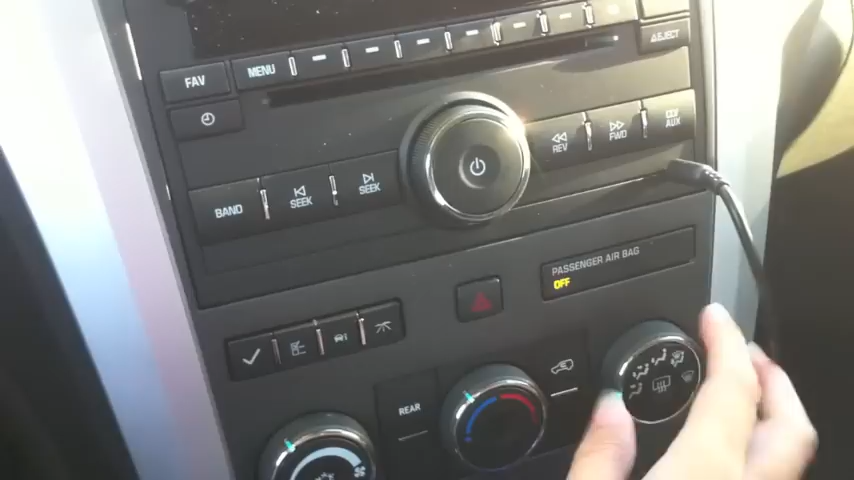 FAV
MENU
EJECT
REV
FWD
AUX
BAND
SEEK
SEEK
PASSENGER AIR BAG
OFF
REAR